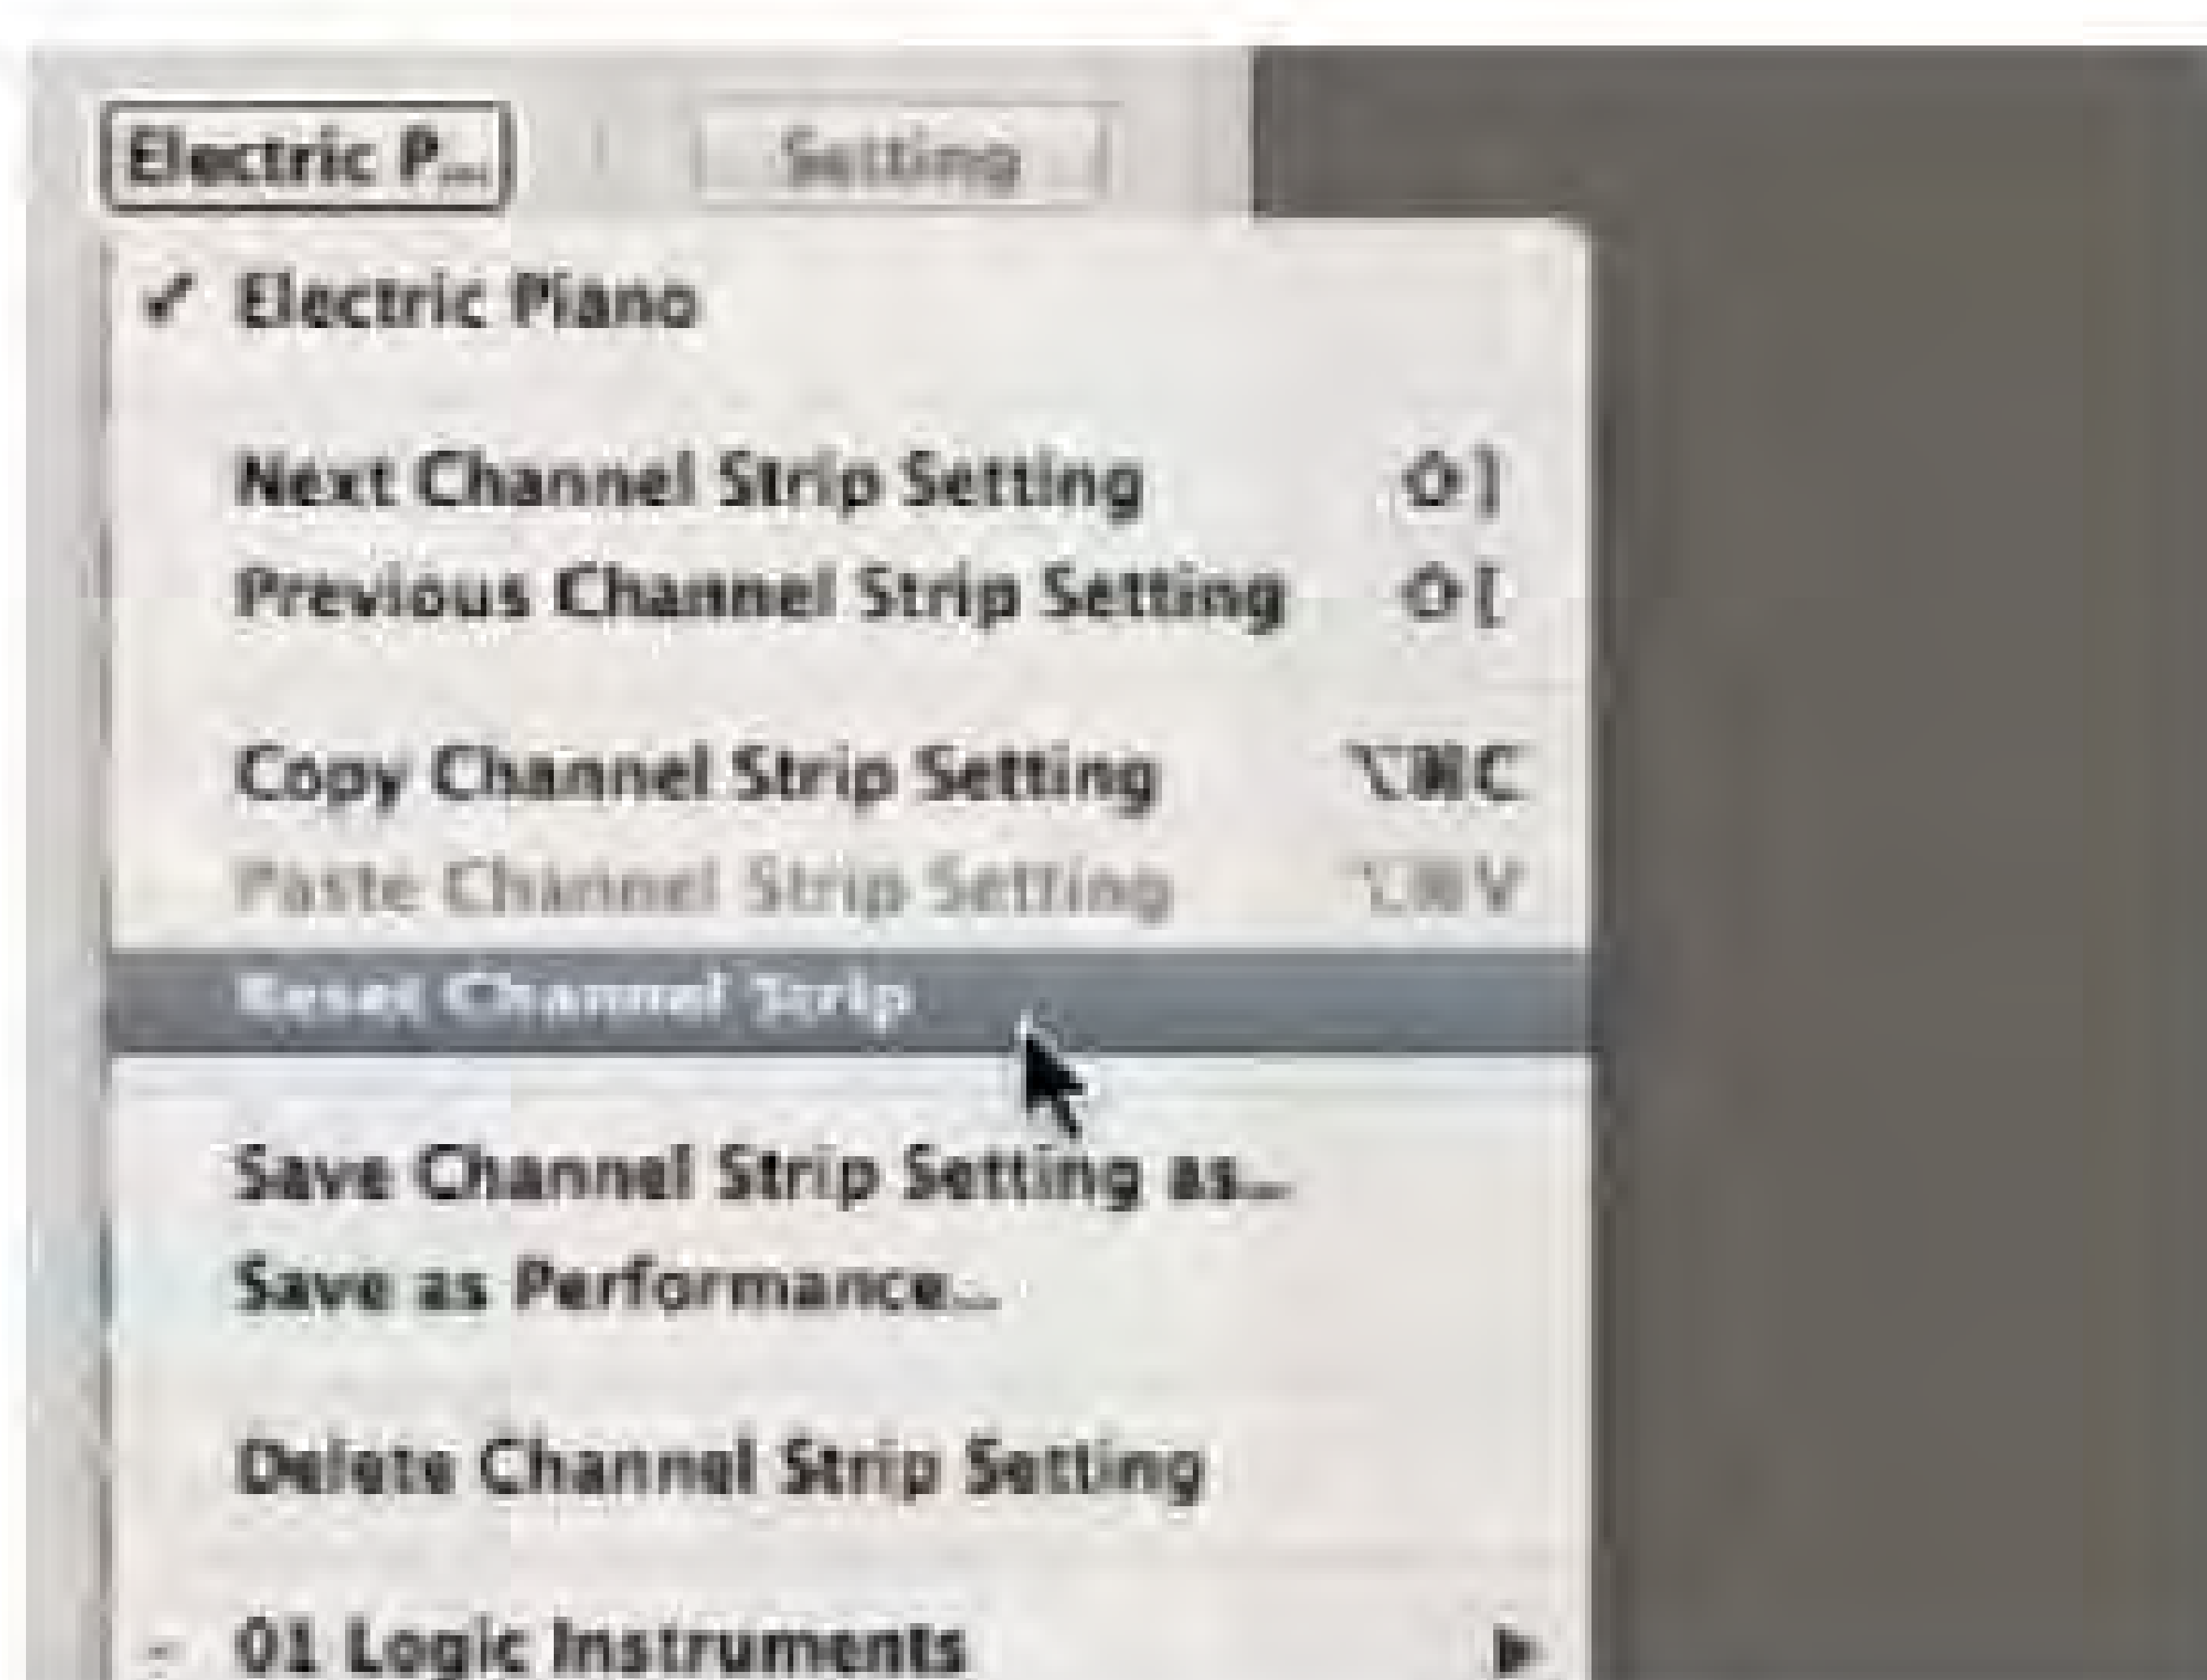 Electric P... Setting
✓ Electric Piano
Next Channel Strip Setting ⇧]
Previous Channel Strip Setting ⇧[
Copy Channel Strip Setting ⌥⌘C
Paste Channel Strip Setting ⌥⌘V
Reset Channel Strip
Save Channel Strip Setting as...
Save as Performance...
Delete Channel Strip Setting
- 01 Logic Instruments ▶